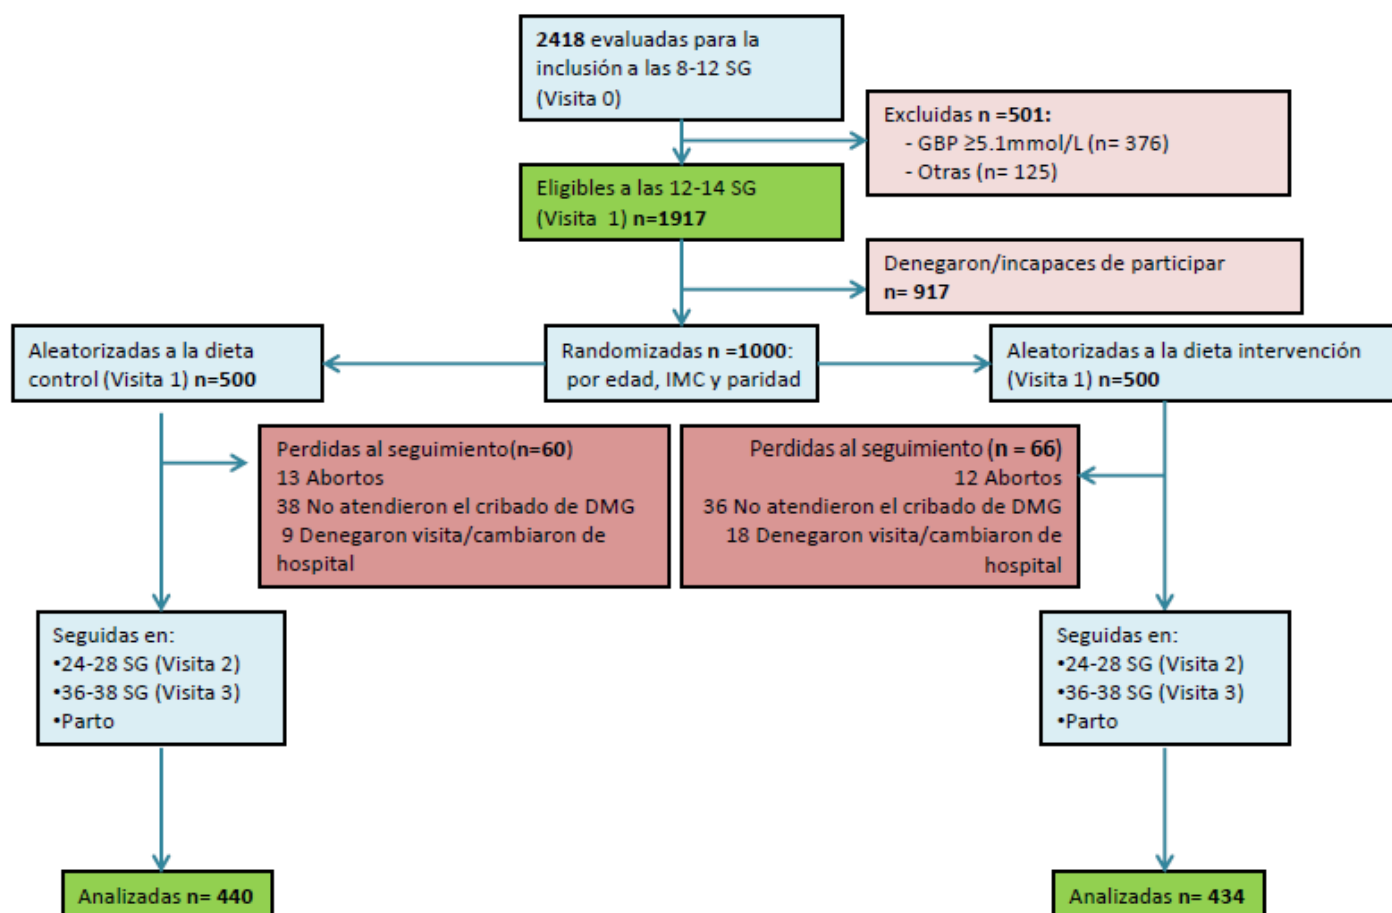 2418 evaluadas para la
inclusión a las 8-12 SG
(Visita 0)
Excluidas n =501:
- GBP ≥5.1mmol/L (n= 376)
- Otras (n= 125)
Eligibles a las 12-14 SG
(Visita 1) n=1917
Denegaron/incapaces de participar
n= 917
Aleatorizadas a la dieta
control (Visita 1) n=500
Randomizadas n =1000:
por edad, IMC y paridad
Aleatorizadas a la dieta intervención
(Visita 1) n=500
Perdidas al seguimiento(n=60)
13 Abortos
38 No atendieron el cribado de DMG
9 Denegaron visita/cambiaron de
hospital
Perdidas al seguimiento (n = 66)
12 Abortos
36 No atendieron el cribado de DMG
18 Denegaron visita/cambiaron de
hospital
Seguidas en:
•24-28 SG (Visita 2)
•36-38 SG (Visita 3)
•Parto
Seguidas en:
•24-28 SG (Visita 2)
•36-38 SG (Visita 3)
•Parto
Analizadas n= 440
Analizadas n= 434